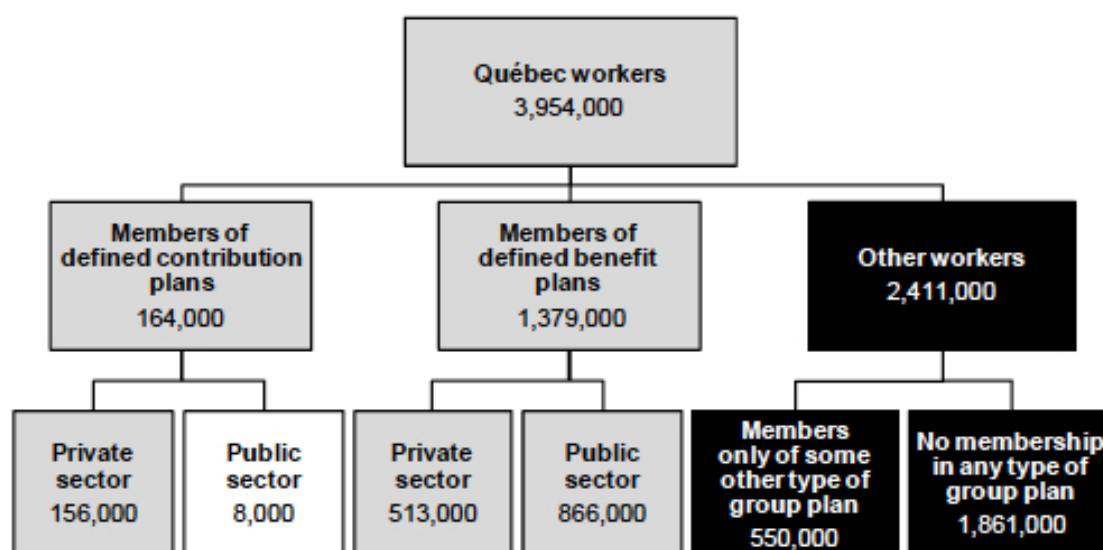 Québec workers
3,954,000
Members of
defined contribution
plans
164,000
Members of
defined benefit
plans
1,379,000
Other workers
2,411,000
Private
sector
156,000
Public
sector
8,000
Private
sector
513,000
Public
sector
866,000
Members
only of some
other type of
group plan
550,000
No membership
in any type of
group plan
1,861,000